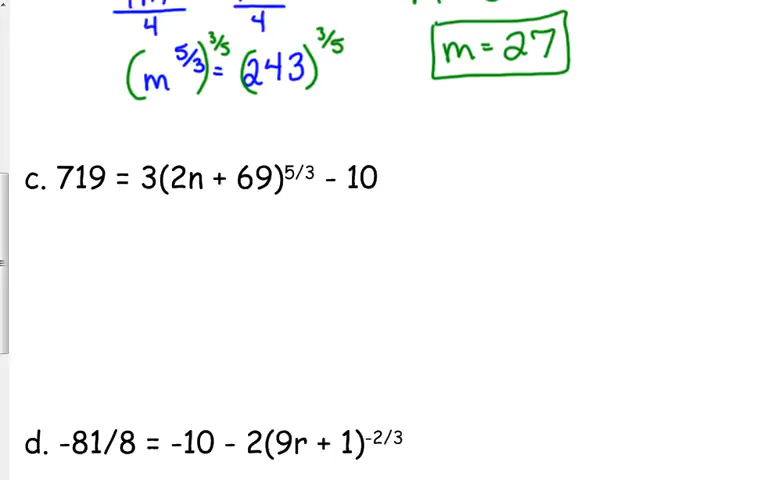 4 4
(m^5/3)^3/5 = (243)^3/5 m = 27
c. 719 = 3(2n + 69)^5/3 - 10
d. -81/8 = -10 - 2(9r + 1)^-2/3